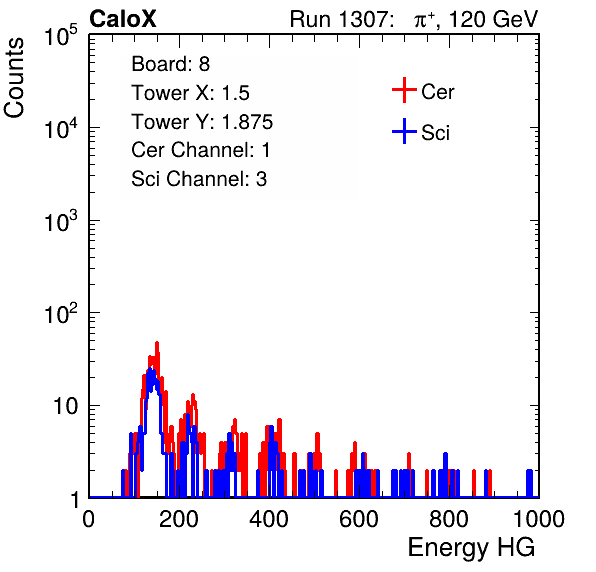 CaloX Run 1307: π⁺, 120 GeV
Board: 8
Tower X: 1.5
Tower Y: 1.875
Cer Channel: 1
Sci Channel: 3
Cer
Sci
Counts
10⁵
10⁴
10³
10²
10
1
0 200 400 600 800 1000
Energy HG